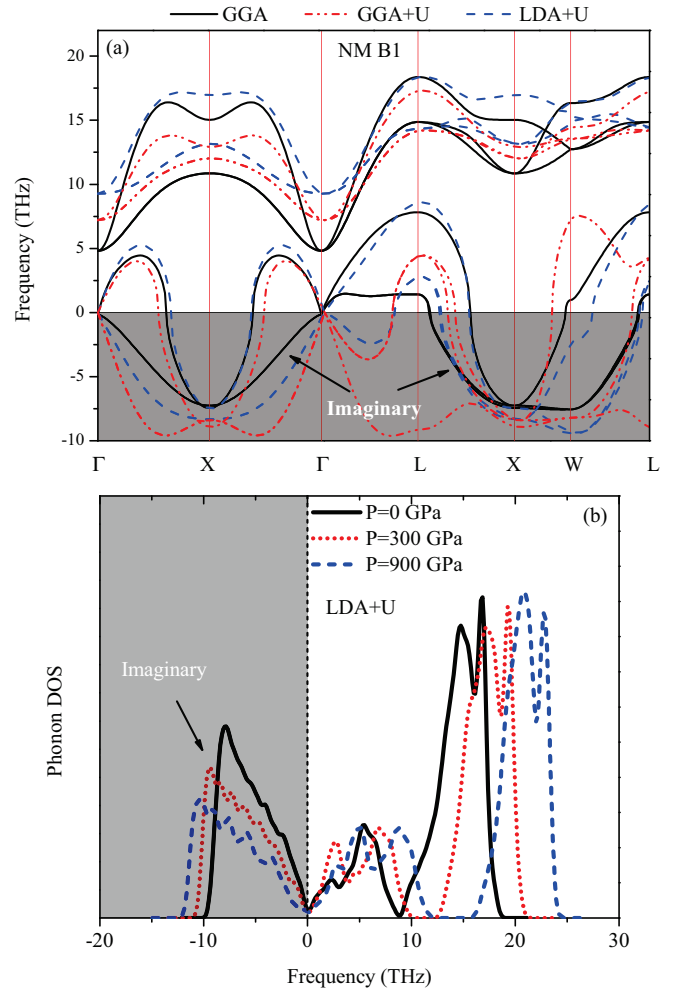 GGA GGA+U LDA+U
(a) NM B1
20
15
10
5
0
-5
-10
Frequency (THz)
Imaginary
Γ X Γ L X W L
P=0 GPa (b)
P=300 GPa
P=900 GPa
LDA+U
Imaginary
Phonon DOS
-20 -10 0 10 20 30
Frequency (THz)